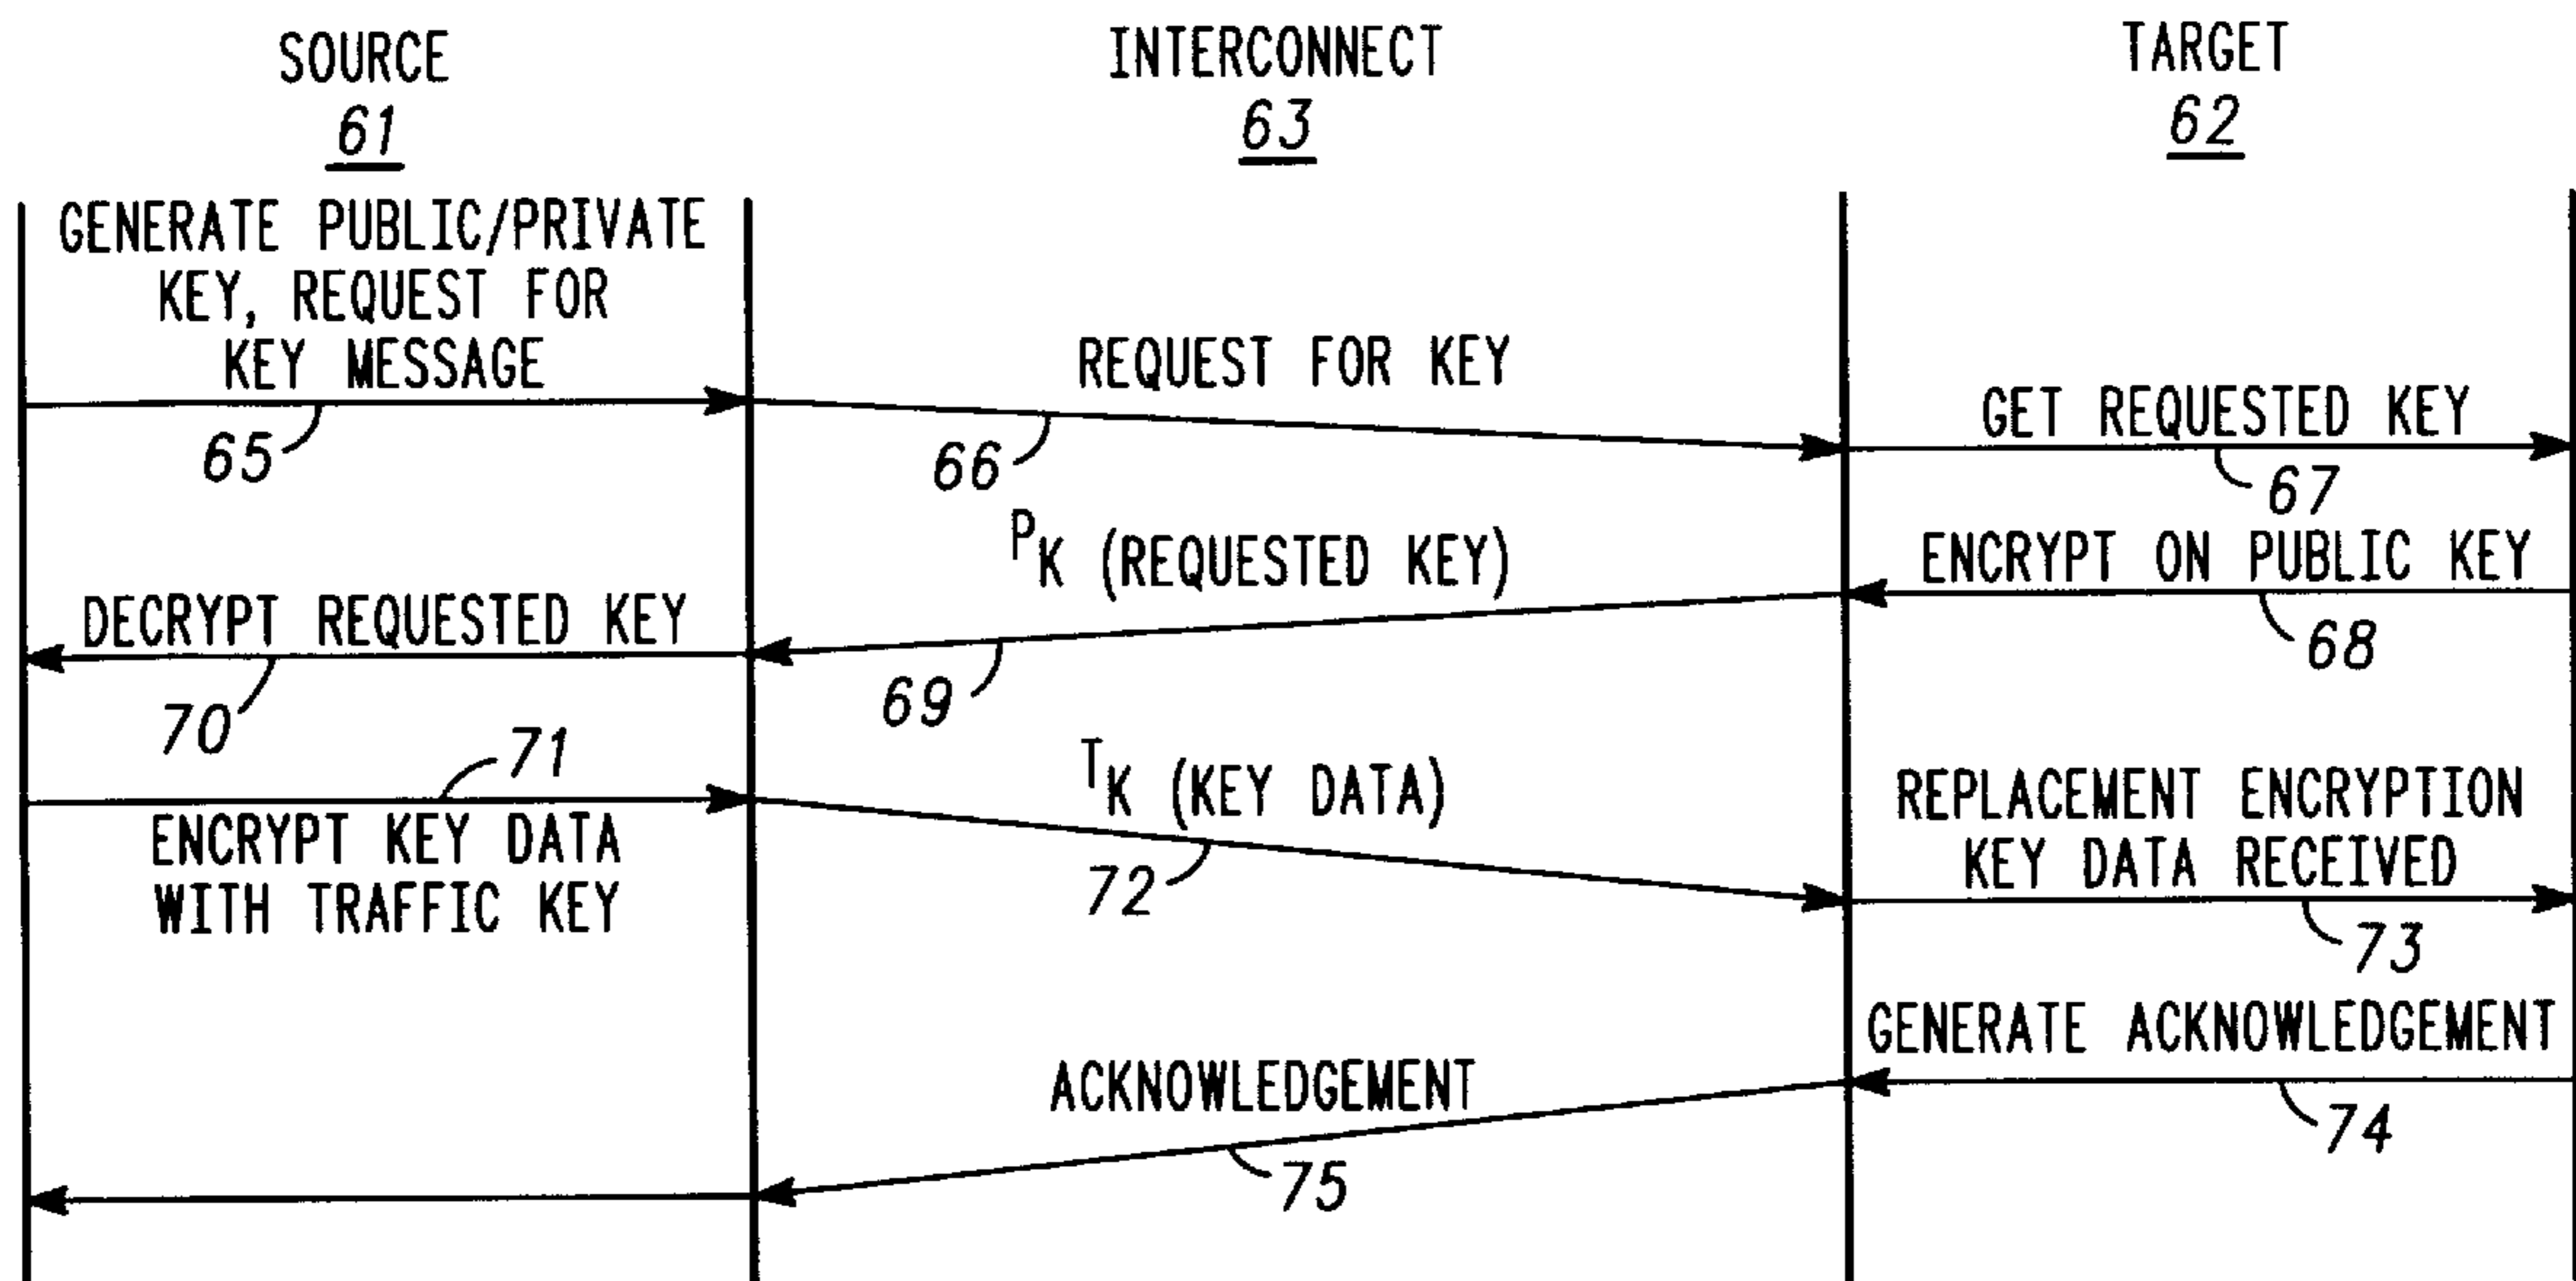 SOURCE
61
INTERCONNECT
63
TARGET
62
GENERATE PUBLIC/PRIVATE
KEY, REQUEST FOR
KEY MESSAGE
65
REQUEST FOR KEY
66
GET REQUESTED KEY
67
PK (REQUESTED KEY)
69
ENCRYPT ON PUBLIC KEY
68
DECRYPT REQUESTED KEY
70
71
ENCRYPT KEY DATA
WITH TRAFFIC KEY
TK (KEY DATA)
72
REPLACEMENT ENCRYPTION
KEY DATA RECEIVED
73
GENERATE ACKNOWLEDGEMENT
74
ACKNOWLEDGEMENT
75